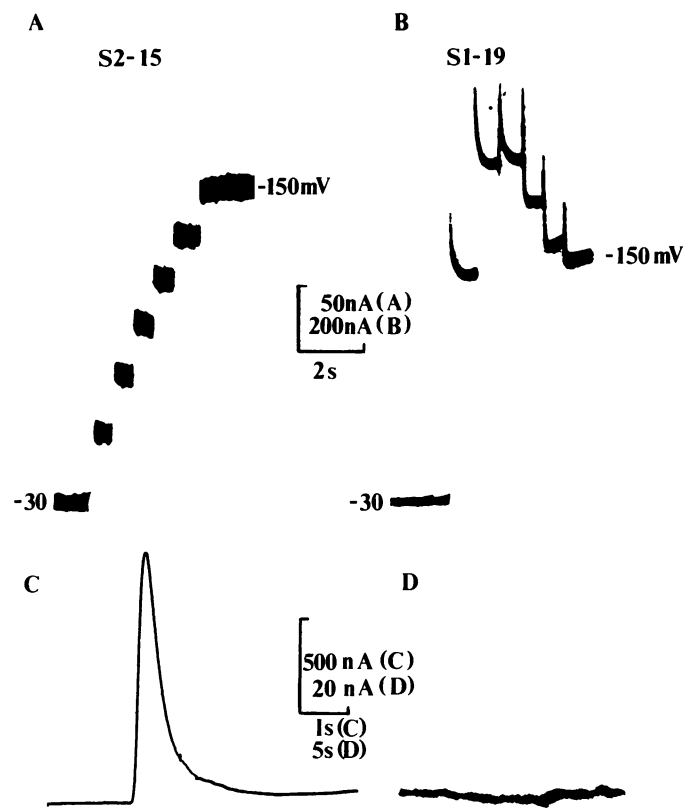 A
S2-15
-150mV
-30
B
S1-19
-150 mV
-30
50nA(A)
200nA(B)
2s
C
500 nA(C)
20 nA(D)
1s(C)
5s(D)
D